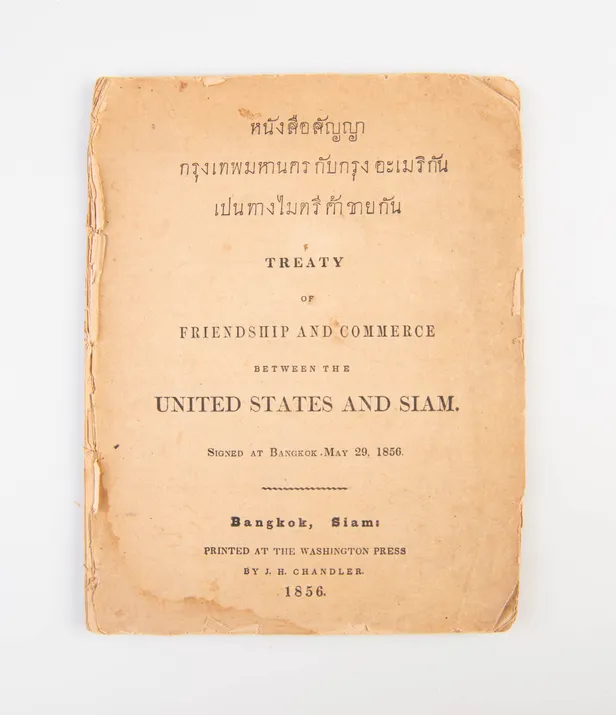 หนังสือสัญญา
กรุงเทพมหานครกับกรุงอะเมริกัน
เปนทางไมตรีค้าขายกัน
TREATY
OF
FRIENDSHIP AND COMMERCE
BETWEEN THE
UNITED STATES AND SIAM.
SIGNED AT BANGKOK. MAY 29, 1856.
Bangkok, Siam:
PRINTED AT THE WASHINGTON PRESS
BY J. H. CHANDLER.
1856.